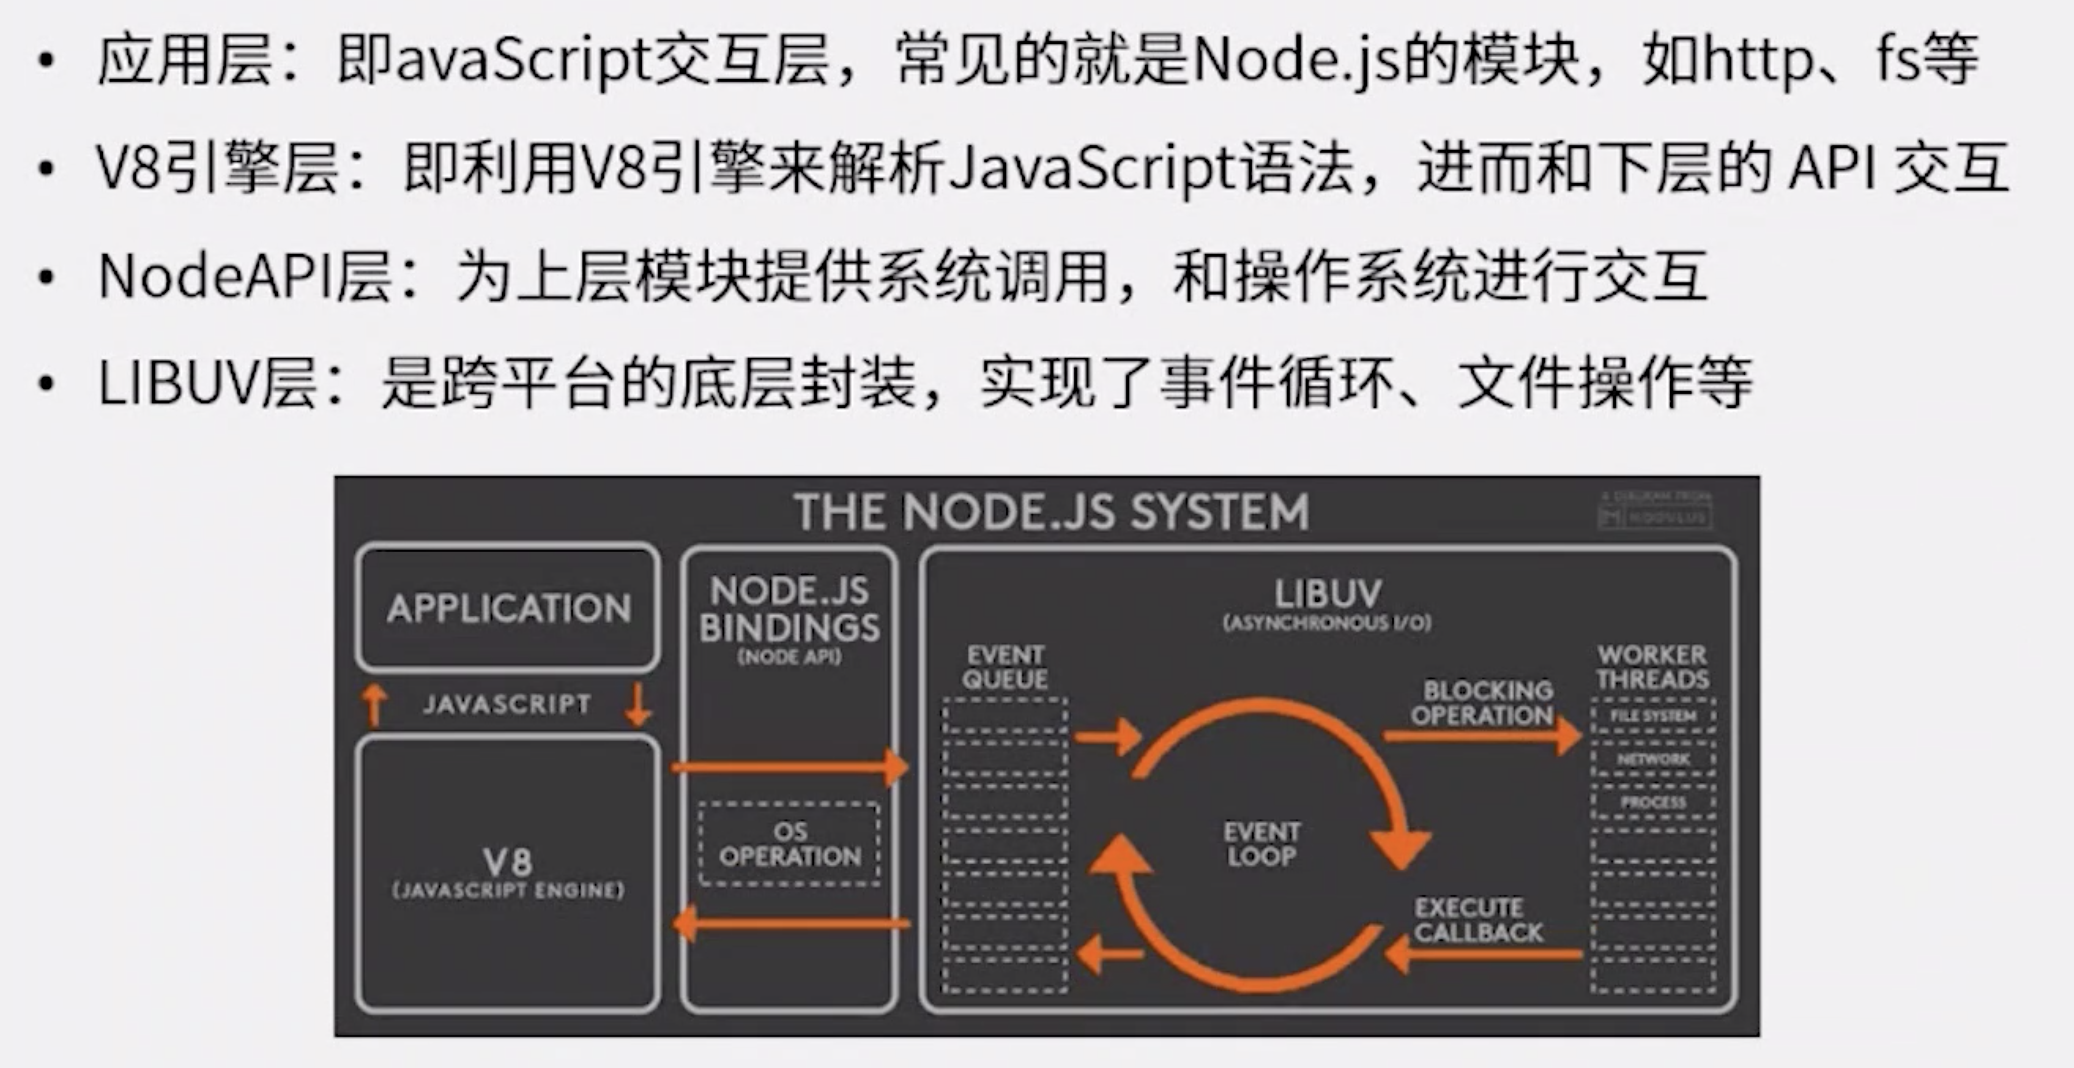 • 应用层：即avaScript交互层，常见的就是Node.js的模块，如http、fs等
• V8引擎层：即利用V8引擎来解析JavaScript语法，进而和下层的 API 交互
• NodeAPI层：为上层模块提供系统调用，和操作系统进行交互
• LIBUV层：是跨平台的底层封装，实现了事件循环、文件操作等
THE NODE.JS SYSTEM
A DIAGRAM FROM
MODULUS
APPLICATION
JAVASCRIPT
V8
(JAVASCRIPT ENGINE)
NODE.JS
BINDINGS
(NODE API)
OS
OPERATION
LIBUV
(ASYNCHRONOUS I/O)
EVENT
QUEUE
EVENT
LOOP
BLOCKING
OPERATION
EXECUTE
CALLBACK
WORKER
THREADS
FILE SYSTEM
NETWORK
PROCESS